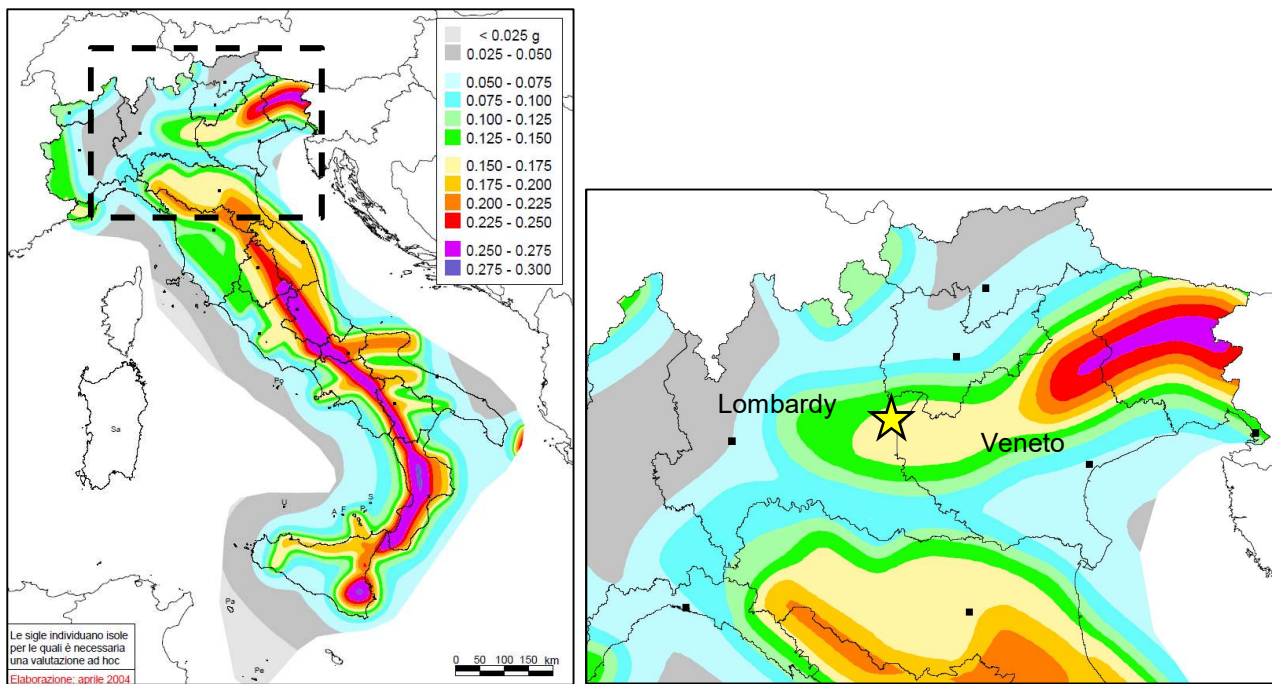 < 0.025 g
0.025 - 0.050
0.050 - 0.075
0.075 - 0.100
0.100 - 0.125
0.125 - 0.150
0.150 - 0.175
0.175 - 0.200
0.200 - 0.225
0.225 - 0.250
0.250 - 0.275
0.275 - 0.300
Po
Sa
U
S
A F P
Pa
Pe
Le sigle individuano isole
per le quali è necessaria
una valutazione ad hoc
Elaborazione: aprile 2004
0 50 100 150 km
Lombardy
Veneto